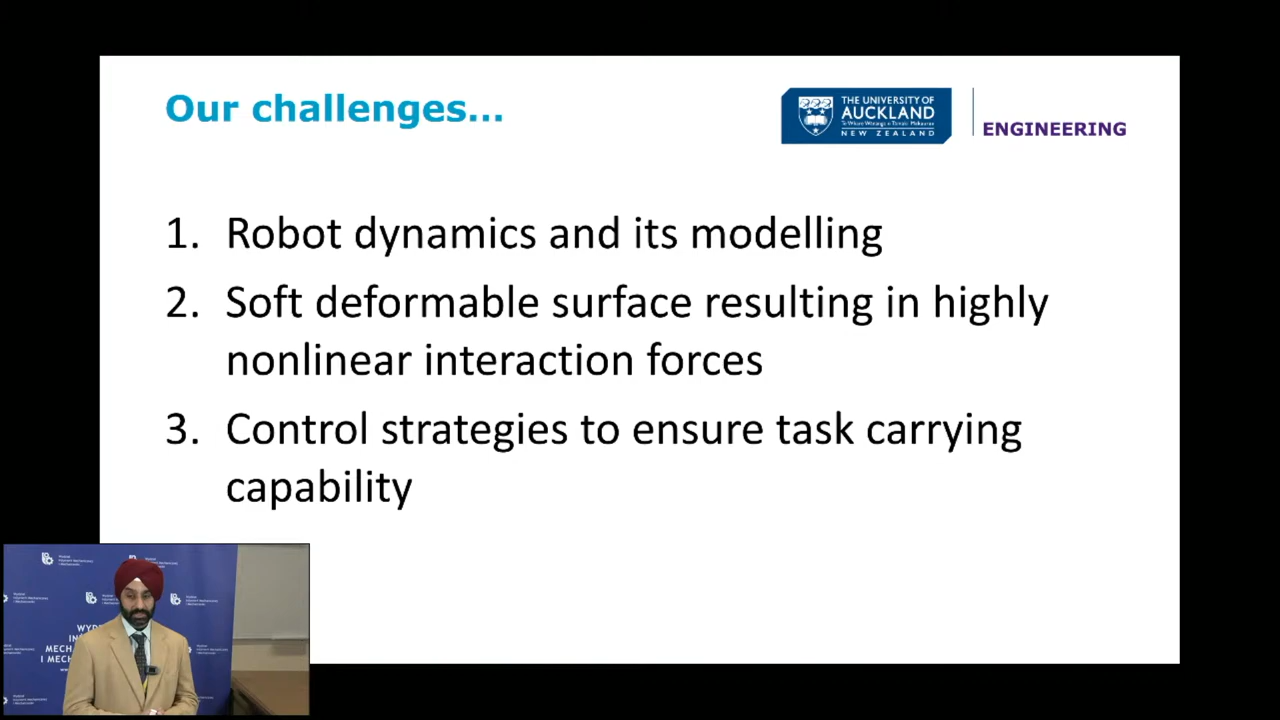 Our challenges...
THE UNIVERSITY OF
AUCKLAND
Te Whare Wānanga o Tāmaki Makaurau
NEW ZEALAND
ENGINEERING
1. Robot dynamics and its modelling
2. Soft deformable surface resulting in highly
nonlinear interaction forces
3. Control strategies to ensure task carrying
capability
I MECH